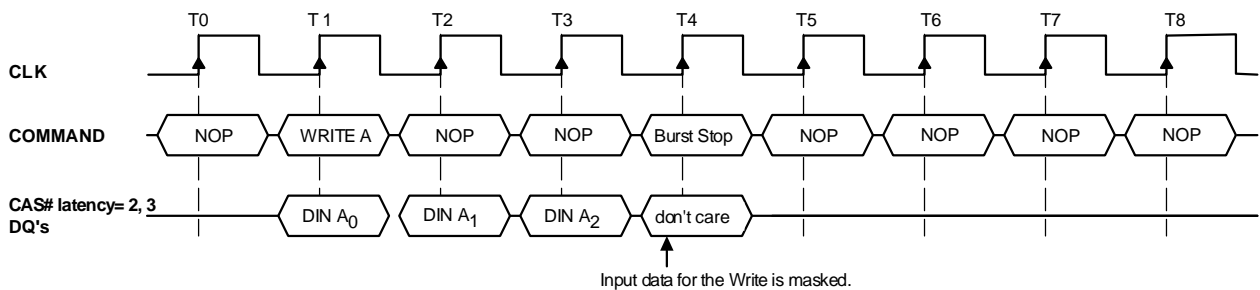 T0 T1 T2 T3 T4 T5 T6 T7 T8
CLK
COMMAND NOP WRITE A NOP NOP Burst Stop NOP NOP NOP NOP
CAS# latency= 2, 3
DQ's DIN A0 DIN A1 DIN A2 don't care
Input data for the Write is masked.